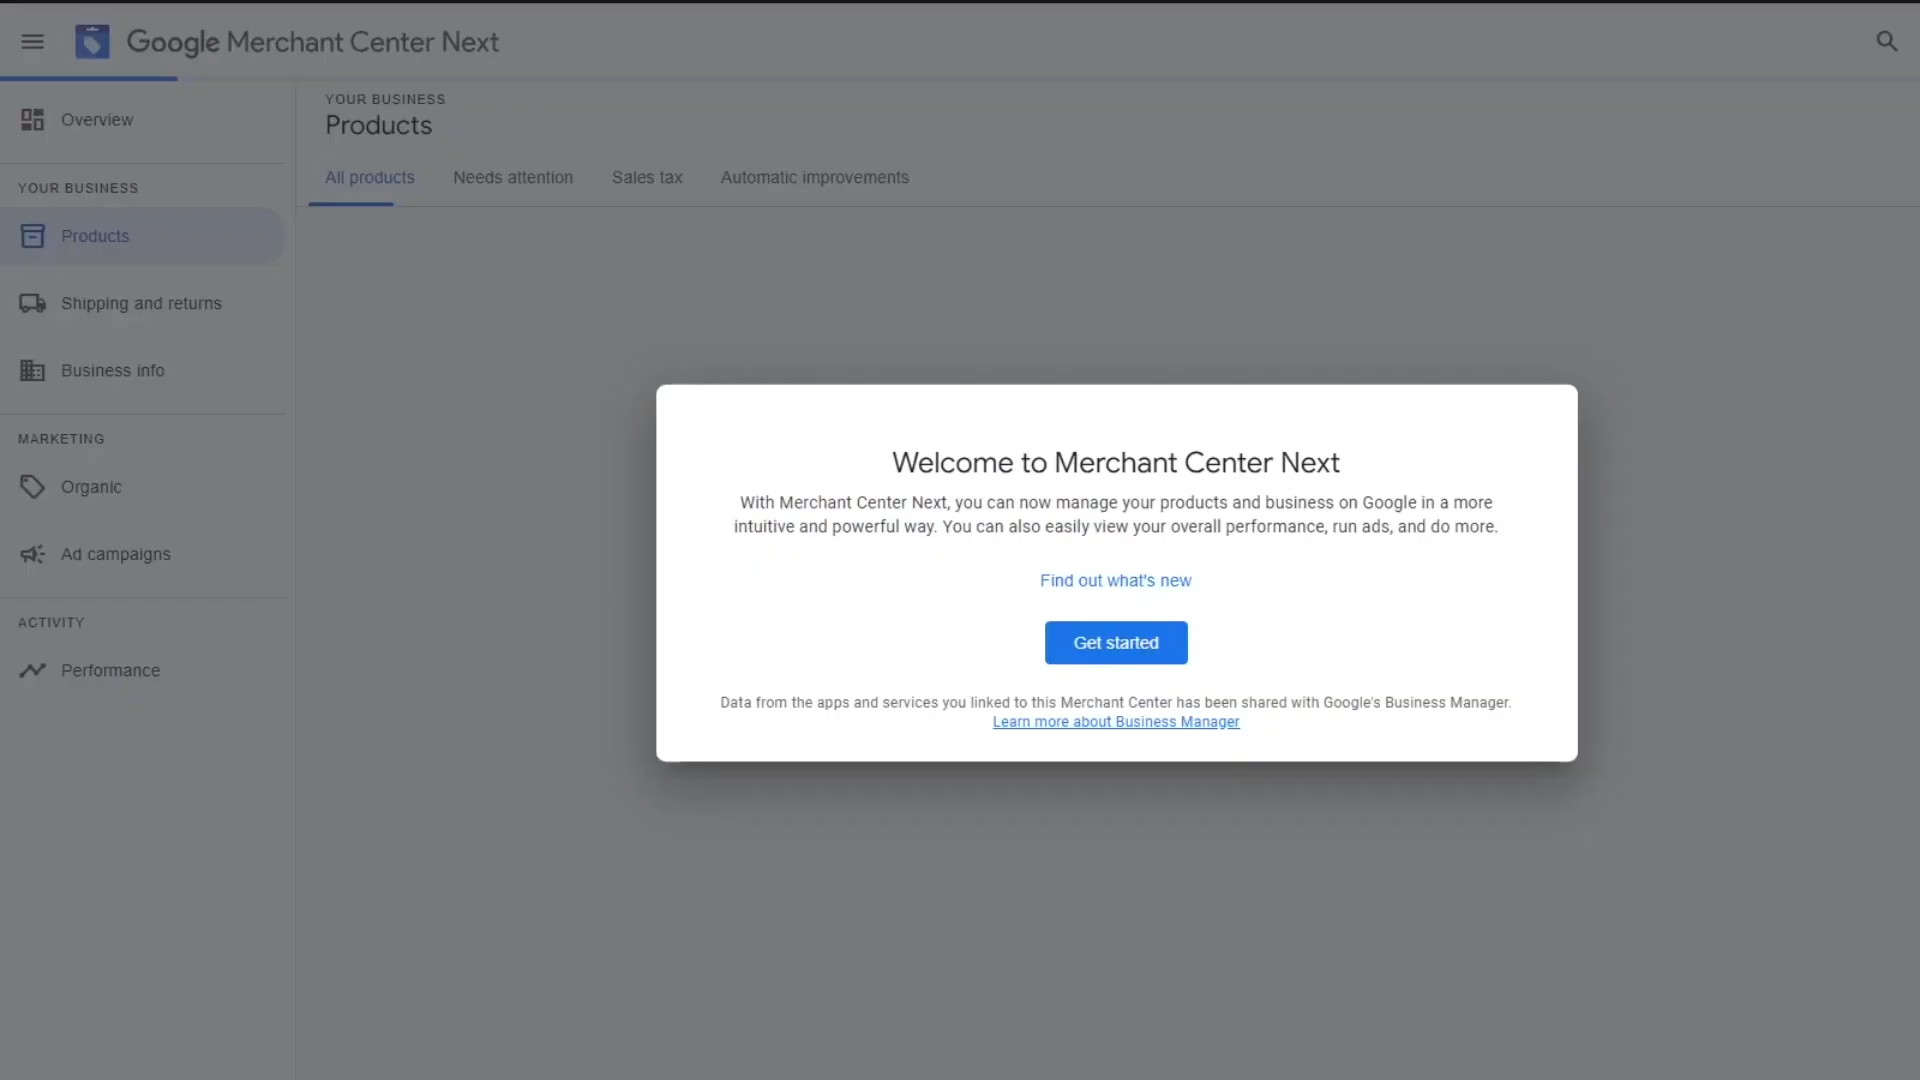 Google Merchant Center Next
Overview
YOUR BUSINESS
Products
Shipping and returns
Business info
MARKETING
Organic
Ad campaigns
ACTIVITY
Performance
YOUR BUSINESS
Products
All products Needs attention Sales tax Automatic improvements
Welcome to Merchant Center Next
With Merchant Center Next, you can now manage your products and business on Google in a more
intuitive and powerful way. You can also easily view your overall performance, run ads, and do more.
Find out what's new
Get started
Data from the apps and services you linked to this Merchant Center has been shared with Google's Business Manager.
Learn more about Business Manager